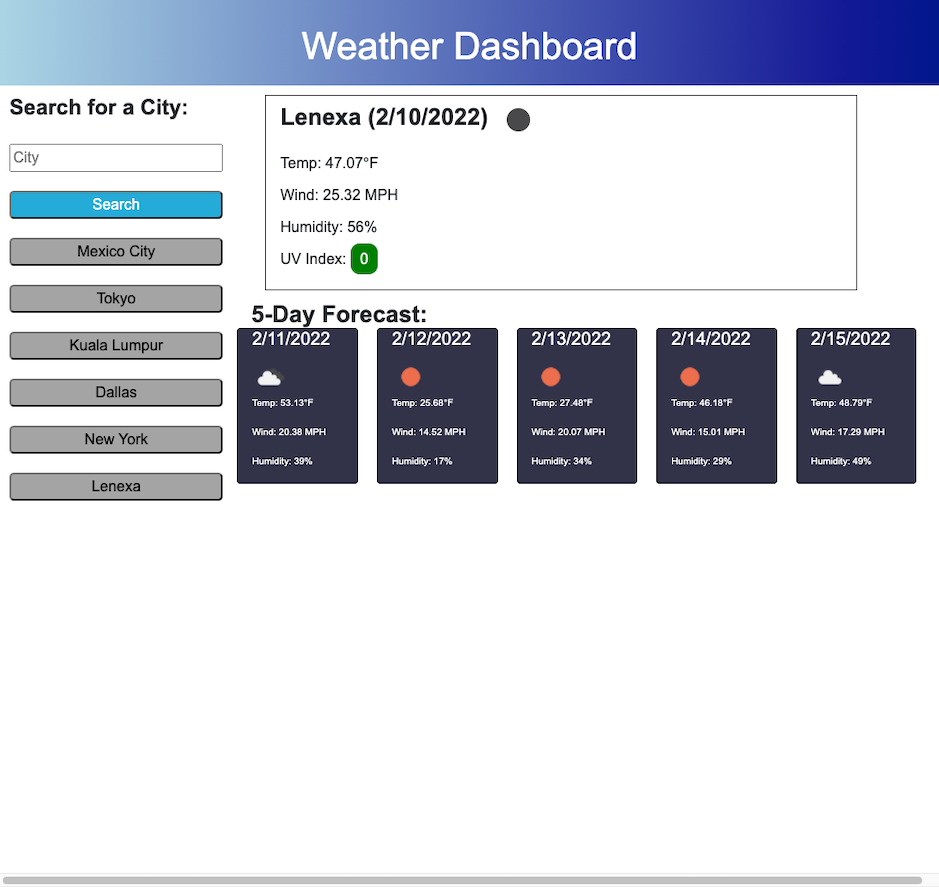 Weather Dashboard
Search for a City:
City
Search
Mexico City
Tokyo
Kuala Lumpur
Dallas
New York
Lenexa
Lenexa (2/10/2022)
Temp: 47.07°F
Wind: 25.32 MPH
Humidity: 56%
UV Index: 0
5-Day Forecast:
2/11/2022
Temp: 53.13°F
Wind: 20.38 MPH
Humidity: 39%
2/12/2022
Temp: 25.68°F
Wind: 14.52 MPH
Humidity: 17%
2/13/2022
Temp: 27.48°F
Wind: 20.07 MPH
Humidity: 34%
2/14/2022
Temp: 46.18°F
Wind: 15.01 MPH
Humidity: 29%
2/15/2022
Temp: 48.79°F
Wind: 17.29 MPH
Humidity: 49%